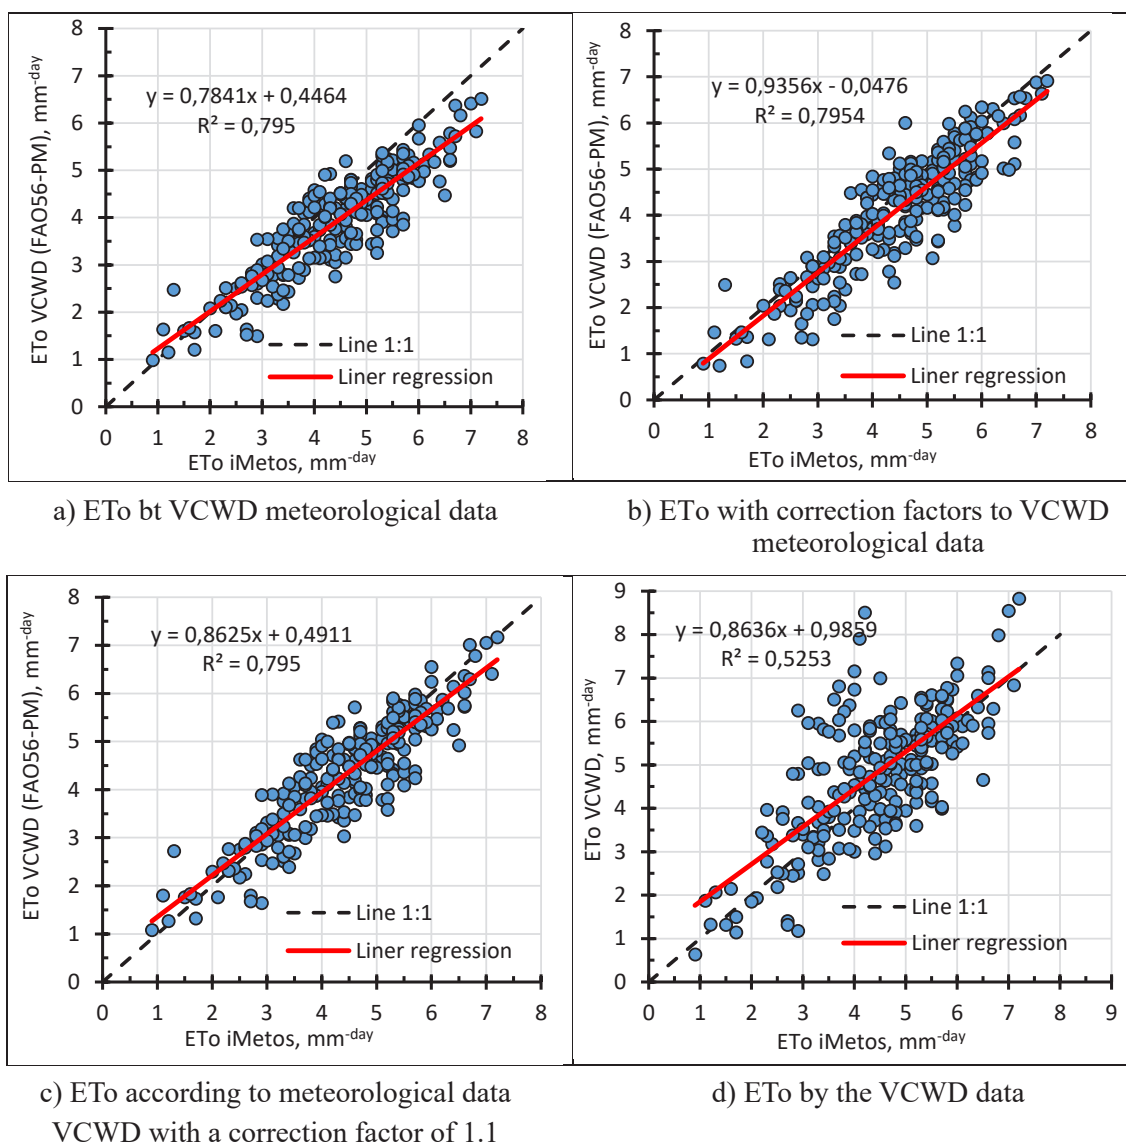 8
7
6
5
4
3
2
1
0
ETo VCWD (FAO56-PM), mm-day
y = 0,7841x + 0,4464
R² = 0,795
Line 1:1
Liner regression
0 1 2 3 4 5 6 7 8
ETo iMetos, mm-day
a) ETo bt VCWD meteorological data
8
7
6
5
4
3
2
1
0
ETo VCWD (FAO56-PM), mm-day
y = 0,9356x - 0,0476
R² = 0,7954
Line 1:1
Liner regression
0 1 2 3 4 5 6 7 8
ETo iMetos, mm-day
b) ETo with correction factors to VCWD
meteorological data
8
7
6
5
4
3
2
1
0
ETo VCWD (FAO56-PM), mm-day
y = 0,8625x + 0,4911
R² = 0,795
Line 1:1
Liner regression
0 1 2 3 4 5 6 7 8
ETo iMetos, mm-day
c) ETo according to meteorological data
VCWD with a correction factor of 1.1
9
8
7
6
5
4
3
2
1
0
ETo VCWD, mm-day
y = 0,8636x + 0,9859
R² = 0,5253
Line 1:1
Liner regression
0 1 2 3 4 5 6 7 8 9
ETo iMetos, mm-day
d) ETo by the VCWD data